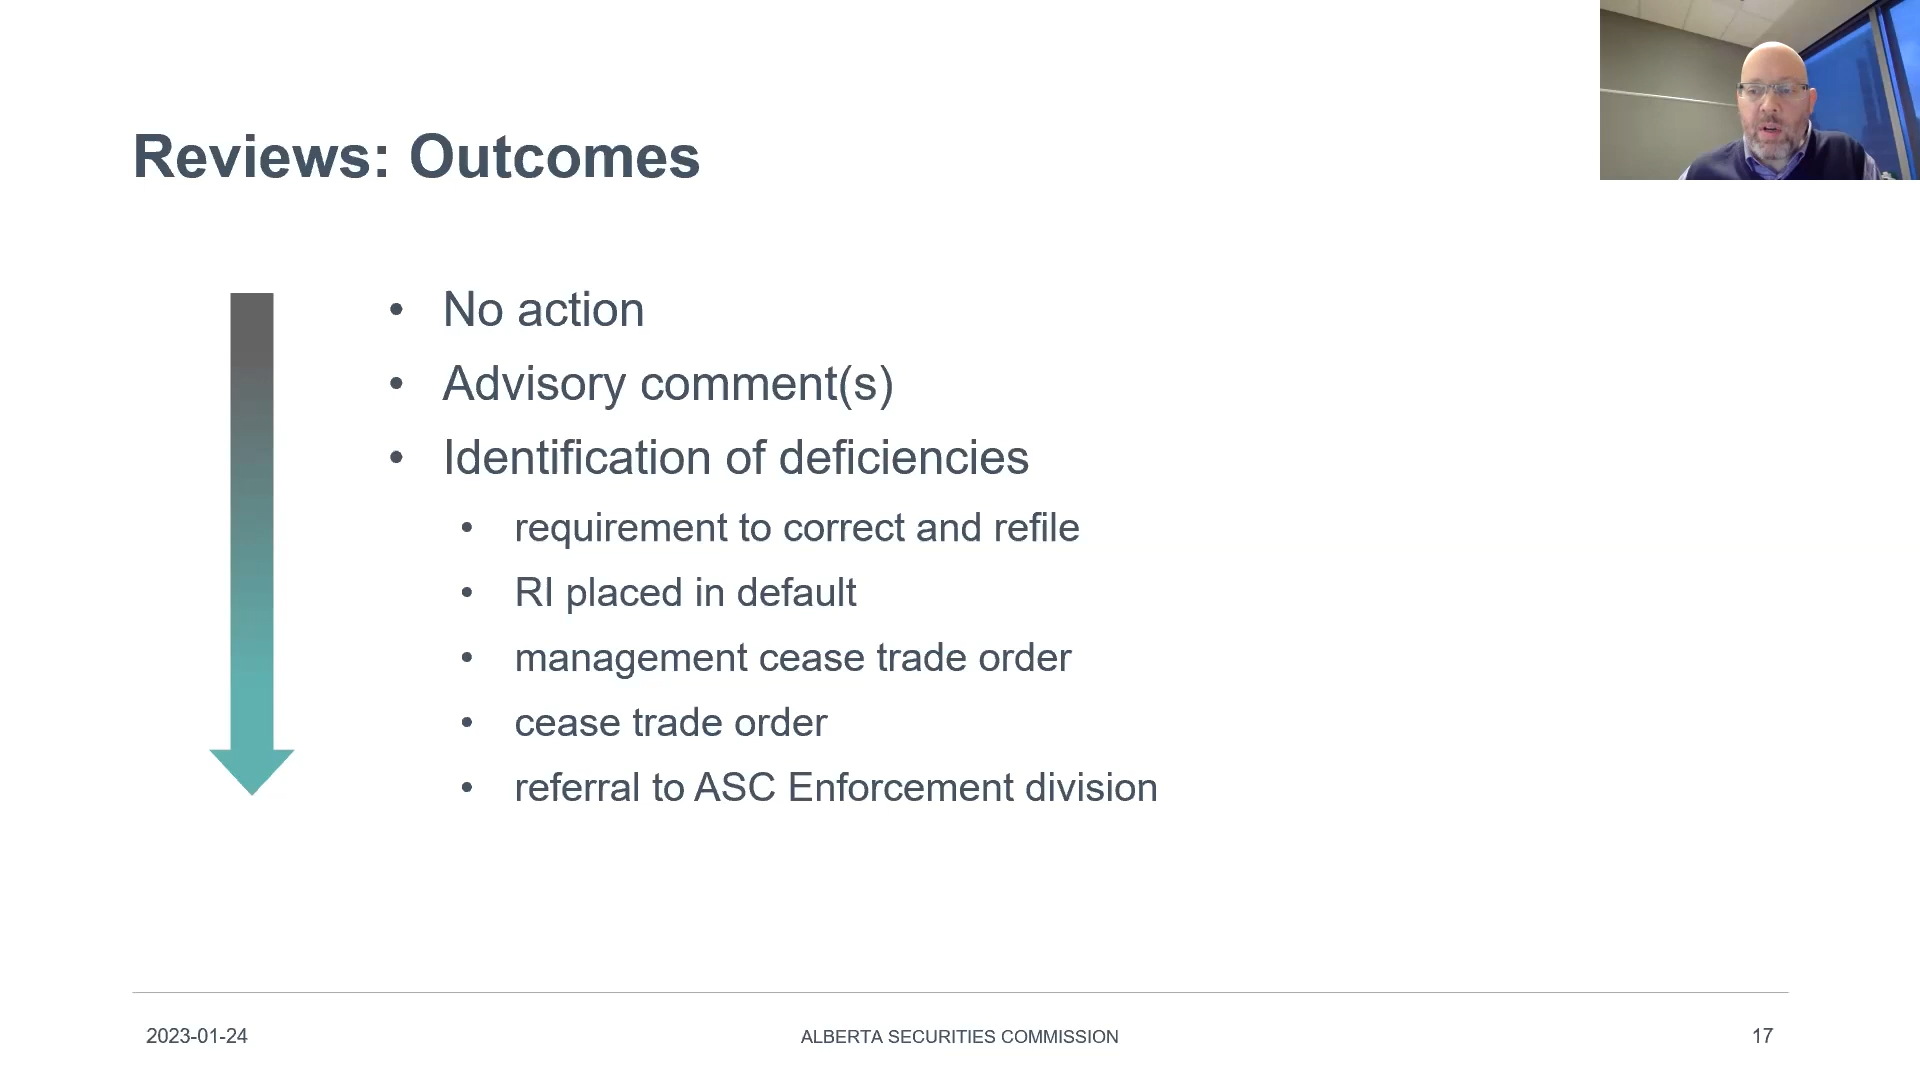 Reviews: Outcomes
• No action
• Advisory comment(s)
• Identification of deficiencies
• requirement to correct and refile
• RI placed in default
• management cease trade order
• cease trade order
• referral to ASC Enforcement division
2023-01-24
ALBERTA SECURITIES COMMISSION
17